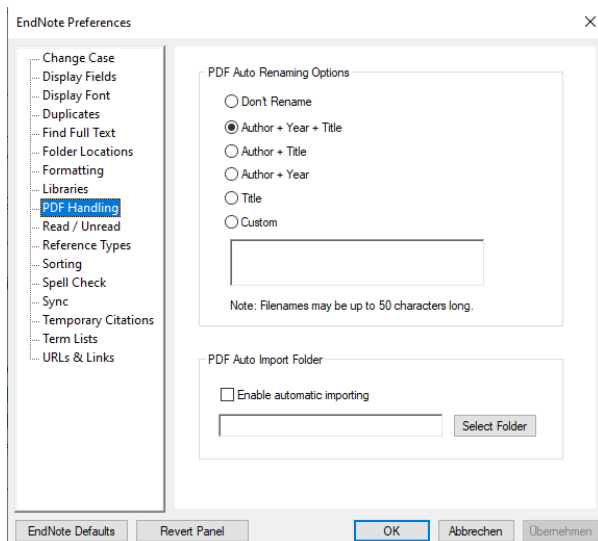 EndNote Preferences
Change Case
Display Fields
Display Font
Duplicates
Find Full Text
Folder Locations
Formatting
Libraries
PDF Handling
Read / Unread
Reference Types
Sorting
Spell Check
Sync
Temporary Citations
Term Lists
URLs & Links
PDF Auto Renaming Options
Don't Rename
Author + Year + Title
Author + Title
Author + Year
Title
Custom
Note: Filenames may be up to 50 characters long.
PDF Auto Import Folder
Enable automatic importing
Select Folder
EndNote Defaults
Revert Panel
OK
Abbrechen
Übernehmen